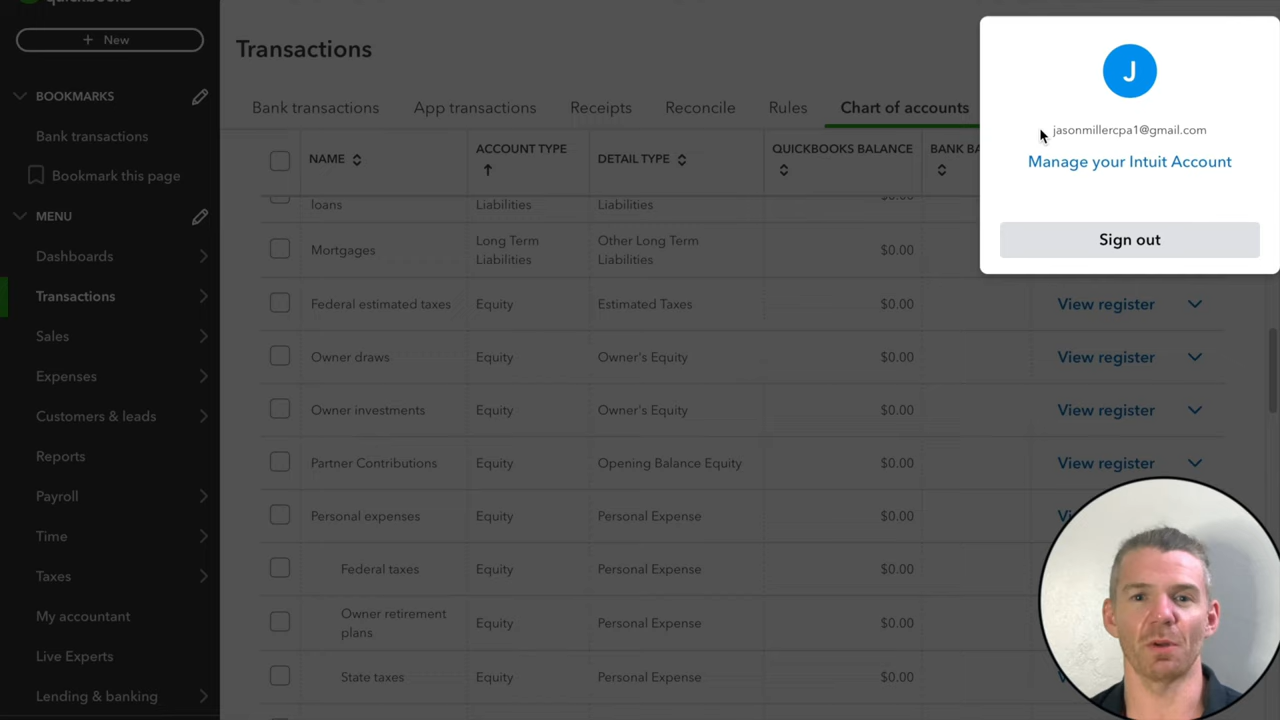 quickbooks
+ New
BOOKMARKS
Bank transactions
Bookmark this page
MENU
Dashboards
Transactions
Sales
Expenses
Customers & leads
Reports
Payroll
Time
Taxes
My accountant
Live Experts
Lending & banking
Transactions
Bank transactions App transactions Receipts Reconcile Rules Chart of accounts
NAME ACCOUNT TYPE DETAIL TYPE QUICKBOOKS BALANCE BANK BA
loans Liabilities Liabilities $0.00
Mortgages Long Term Liabilities Other Long Term Liabilities $0.00
Federal estimated taxes Equity Estimated Taxes $0.00 View register
Owner draws Equity Owner's Equity $0.00 View register
Owner investments Equity Owner's Equity $0.00 View register
Partner Contributions Equity Opening Balance Equity $0.00 View register
Personal expenses Equity Personal Expense $0.00
Federal taxes Equity Personal Expense $0.00
Owner retirement plans Equity Personal Expense $0.00
State taxes Equity Personal Expense $0.00
J
jasonmillercpa1@gmail.com
Manage your Intuit Account
Sign out